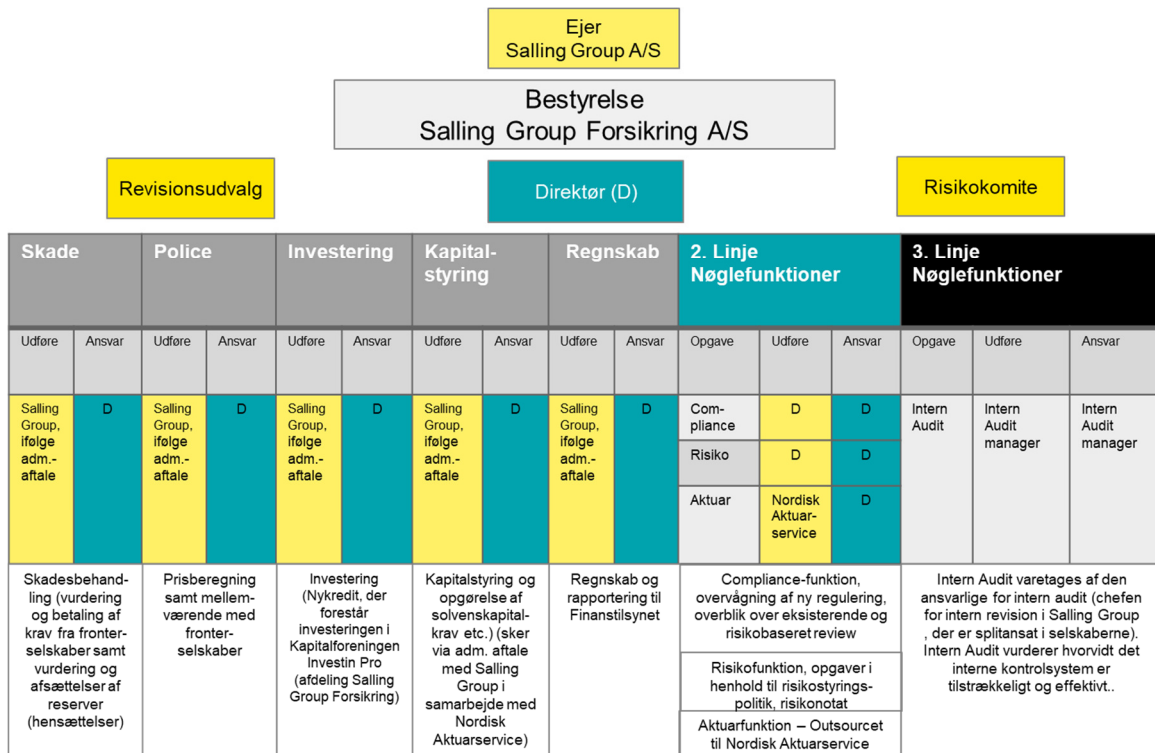 Ejer
Salling Group A/S
Bestyrelse
Salling Group Forsikring A/S
Revisionsudvalg
Direktør (D)
Risikokomite
Skade
Police
Investering
Kapital-
styring
Regnskab
2. Linje
Nøglefunktioner
3. Linje
Nøglefunktioner
Udføre
Ansvar
Udføre
Ansvar
Udføre
Ansvar
Udføre
Ansvar
Udføre
Ansvar
Opgave
Udføre
Ansvar
Opgave
Udføre
Ansvar
Salling
Group,
ifølge
adm.-
aftale
D
Salling
Group,
ifølge
adm.-
aftale
D
Salling
Group,
ifølge
adm.-
aftale
D
Salling
Group,
ifølge
adm.-
aftale
D
Salling
Group,
ifølge
adm.-
aftale
D
Com-
pliance
D
D
Risiko
D
D
Aktuar
Nordisk
Aktuar-
service
D
Intern
Audit
Intern
Audit
manager
Intern
Audit
manager
Skadesbehand-
ling (vurdering
og betaling af
krav fra fronter-
selskaber samt
vurdering og
afsættelser af
reserver
(hensættelser)
Prisberegning
samt mellem-
værende med
fronter-
selskaber
Investering
(Nykredit, der
forestår
investeringen i
Kapitalforeningen
Investin Pro
(afdeling Salling
Group Forsikring)
Kapitalstyring og
opgørelse af
solvenskapital-
krav etc.) (sker
via adm. aftale
med Salling
Group i
samarbejde med
Nordisk
Aktuarservice)
Regnskab og
rapportering til
Finanstilsynet
Compliance-funktion,
overvågning af ny regulering,
overblik over eksisterende og
risikobaseret review
Risikofunktion, opgaver i
henhold til risikostyrings-
politik, risikonotat
Aktuarfunktion – Outsourcet
til Nordisk Aktuarservice
Intern Audit varetages af den
ansvarlige for intern audit (chefen
for intern revision i Salling Group
, der er splitansat i selskaberne).
Intern Audit vurderer hvorvidt det
interne kontrolsystem er
tilstrækkeligt og effektivt..